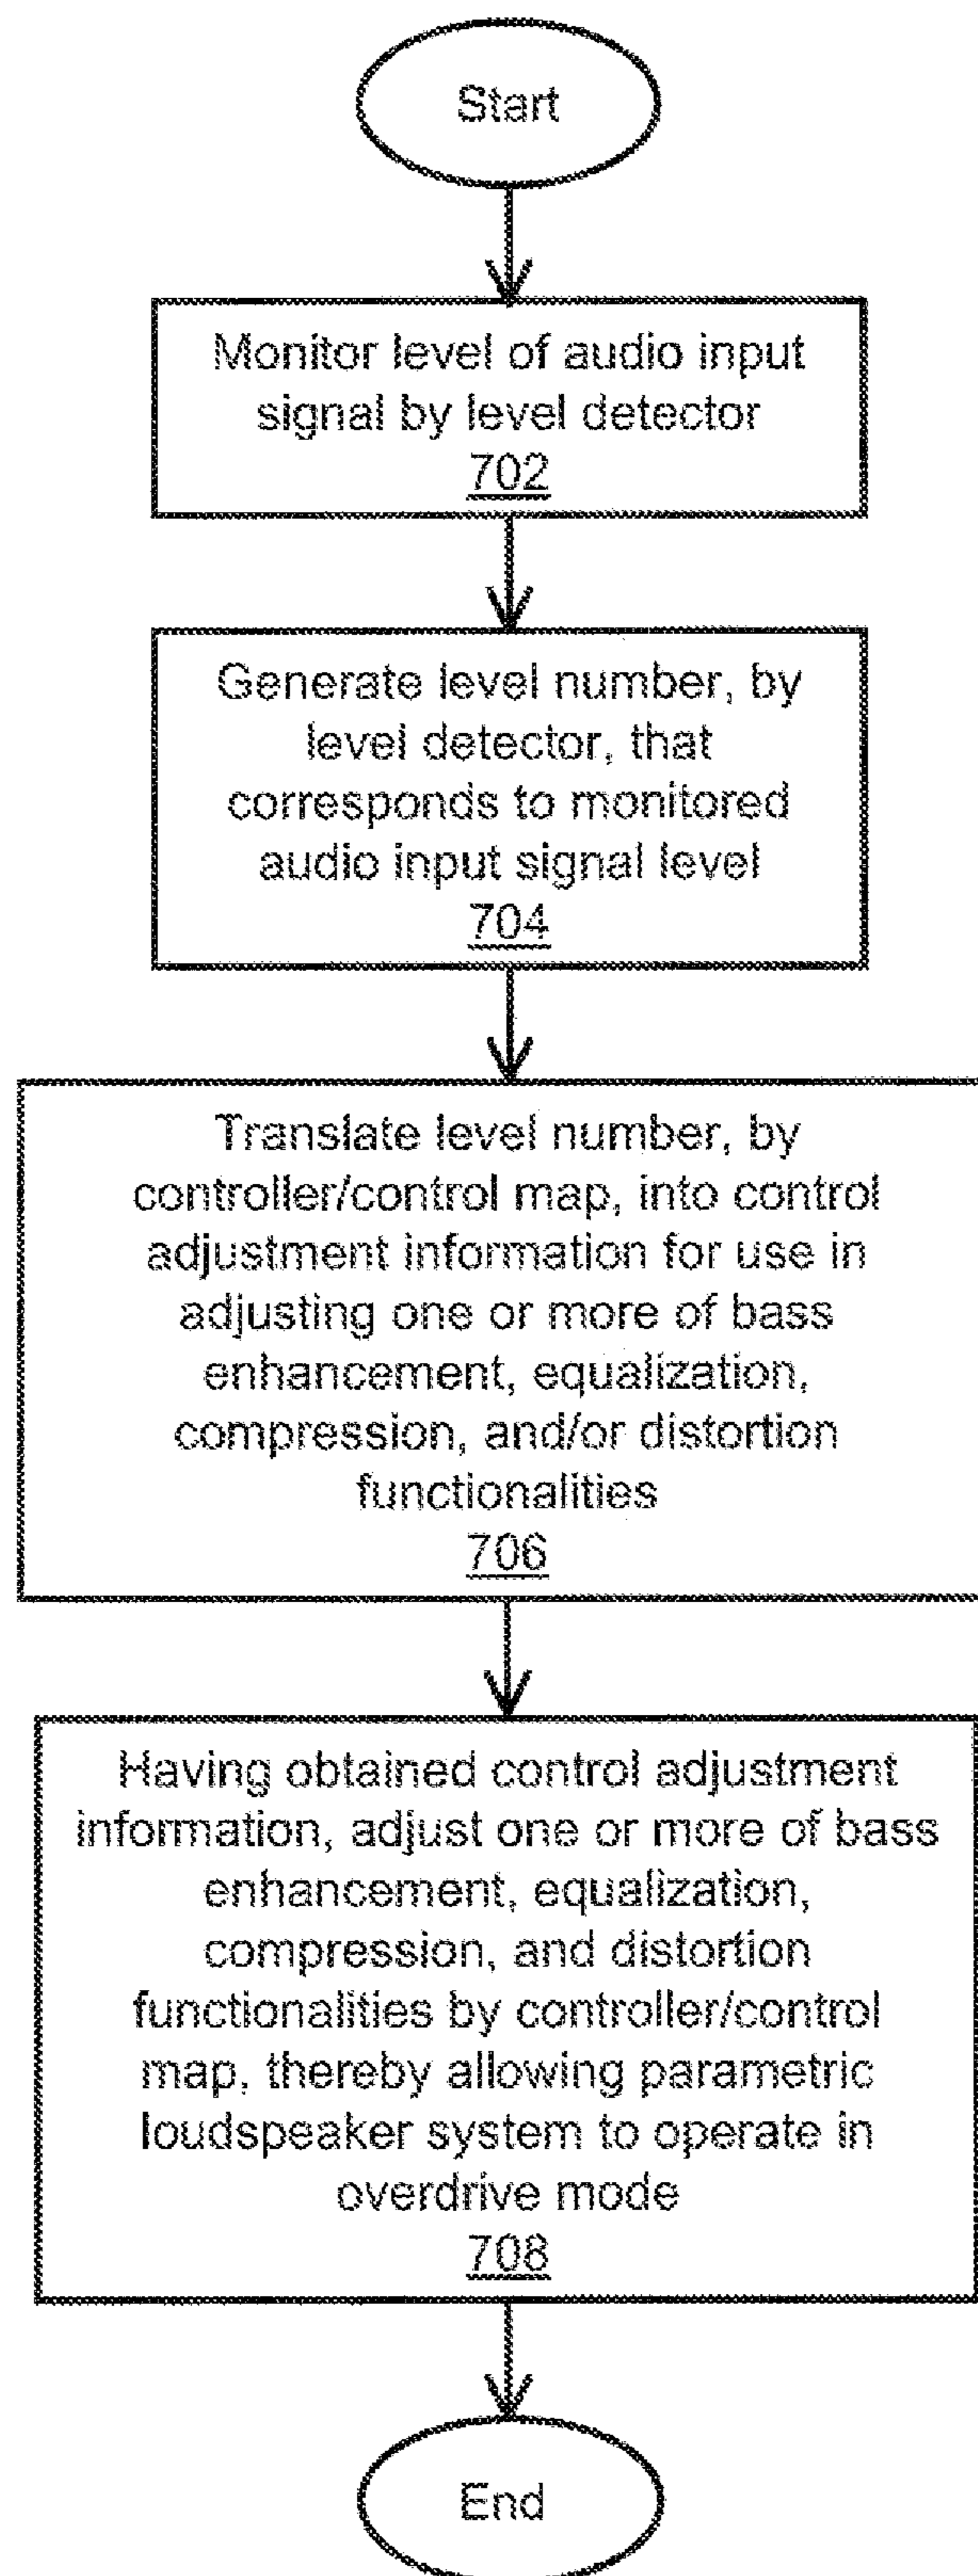 Start
Monitor level of audio input
signal by level detector
702
Generate level number, by
level detector, that
corresponds to monitored
audio input signal level
704
Translate level number, by
controller/control map, into control
adjustment information for use in
adjusting one or more of bass
enhancement, equalization,
compression, and/or distortion
functionalities
706
Having obtained control adjustment
information, adjust one or more of bass
enhancement, equalization,
compression, and distortion
functionalities by controller/control
map, thereby allowing parametric
loudspeaker system to operate in
overdrive mode
708
End